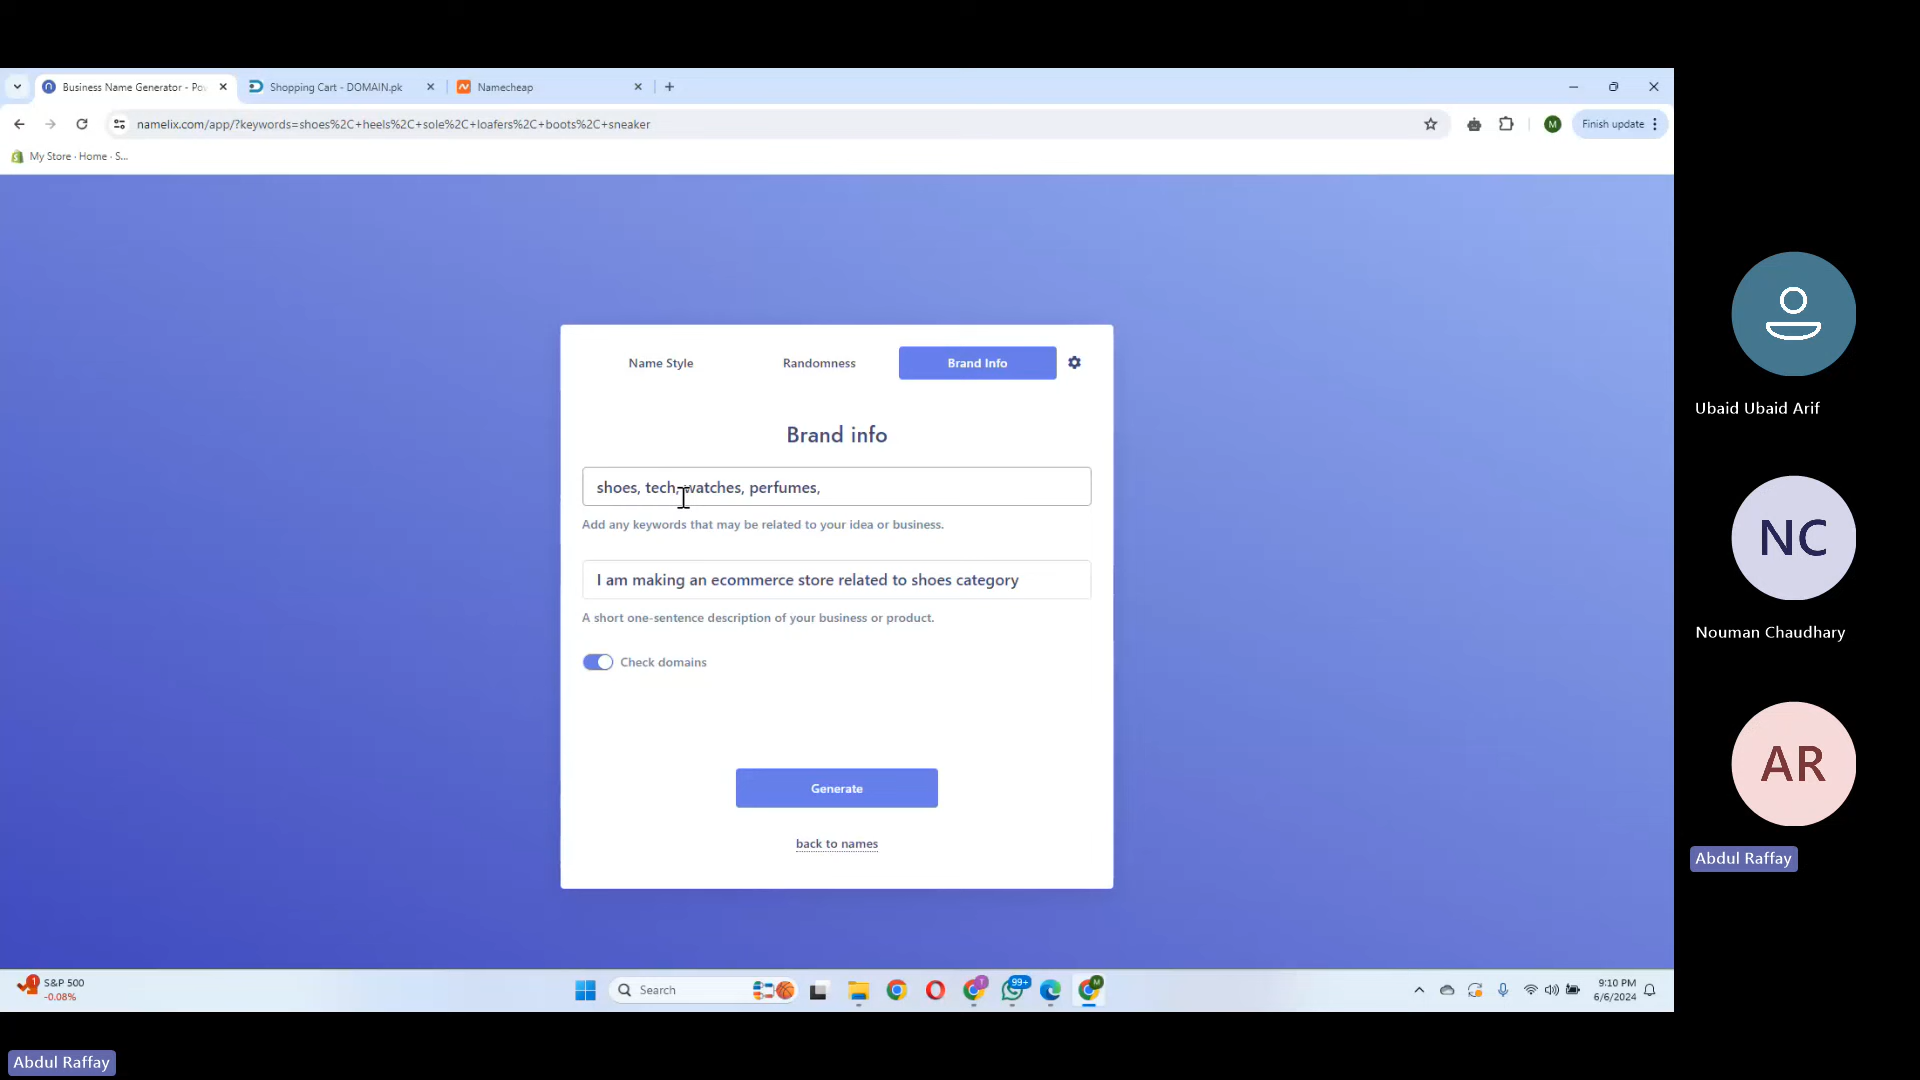 Business Name Generator - Po
Shopping Cart - DOMAIN.pk
Namecheap
namelix.com/app/?keywords=shoes%2C+heels%2C+sole%2C+loafers%2C+boots%2C+sneaker
M
Finish update
My Store · Home · S...
Name Style
Randomness
Brand Info
Brand info
shoes, tech, watches, perfumes,
Add any keywords that may be related to your idea or business.
I am making an ecommerce store related to shoes category
A short one-sentence description of your business or product.
Check domains
Generate
back to names
Ubaid Ubaid Arif
NC
Nouman Chaudhary
AR
Abdul Raffay
1
S&P 500
-0.08%
Search
T
99+
M
9:10 PM
6/6/2024
Abdul Raffay